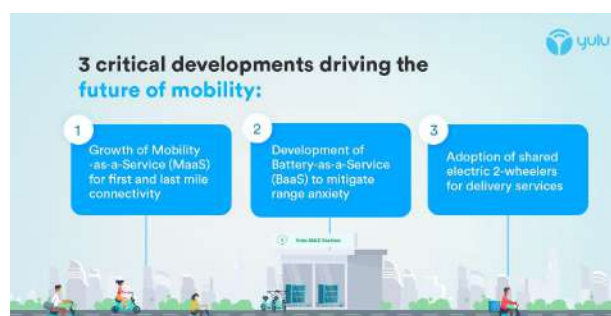 yulu
3 critical developments driving the
future of mobility:
1
Growth of Mobility
-as-a-Service (MaaS)
for first and last mile
connectivity
2
Development of
Battery-as-a-Service
(BaaS) to mitigate
range anxiety
3
Adoption of shared
electric 2-wheelers
for delivery services